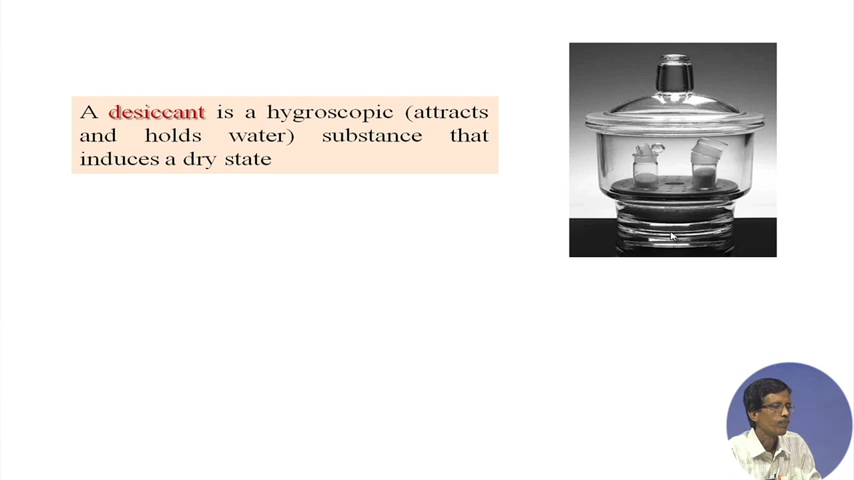 A desiccant is a hygroscopic (attracts
and holds water) substance that
induces a dry state